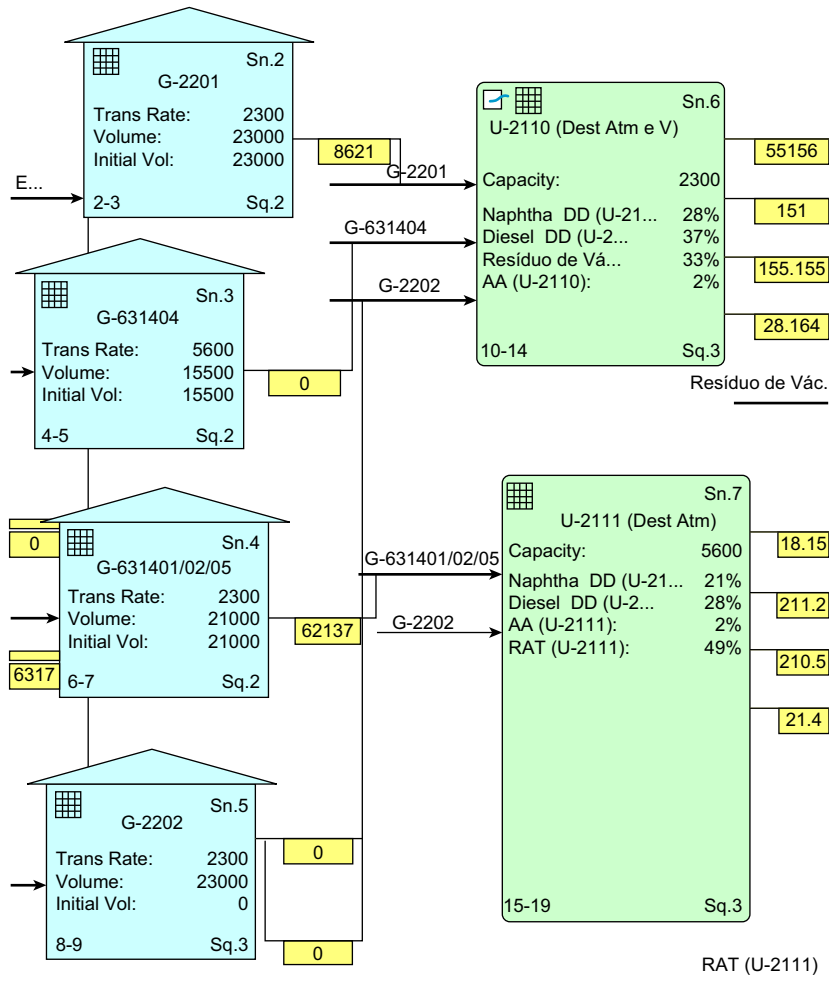 Sn.2
G-2201
Trans Rate: 2300
Volume: 23000
Initial Vol: 23000
2-3 Sq.2
E...
8621
G-2201
G-631404
G-2202
Sn.6
U-2110 (Dest Atm e V)
Capacity: 2300
Naphtha DD (U-21... 28%
Diesel DD (U-2... 37%
Resíduo de Vá... 33%
AA (U-2110): 2%
10-14 Sq.3
55156
151
155.155
28.164
Resíduo de Vác.
Sn.3
G-631404
Trans Rate: 5600
Volume: 15500
Initial Vol: 15500
4-5 Sq.2
0
0
6317
Sn.4
G-631401/02/05
Trans Rate: 2300
Volume: 21000
Initial Vol: 21000
6-7 Sq.2
62137
G-631401/02/05
G-2202
Sn.7
U-2111 (Dest Atm)
Capacity: 5600
Naphtha DD (U-21... 21%
Diesel DD (U-2... 28%
AA (U-2111): 2%
RAT (U-2111): 49%
15-19 Sq.3
18.15
211.2
210.5
21.4
Sn.5
G-2202
Trans Rate: 2300
Volume: 23000
Initial Vol: 0
8-9 Sq.3
0
0
RAT (U-2111)